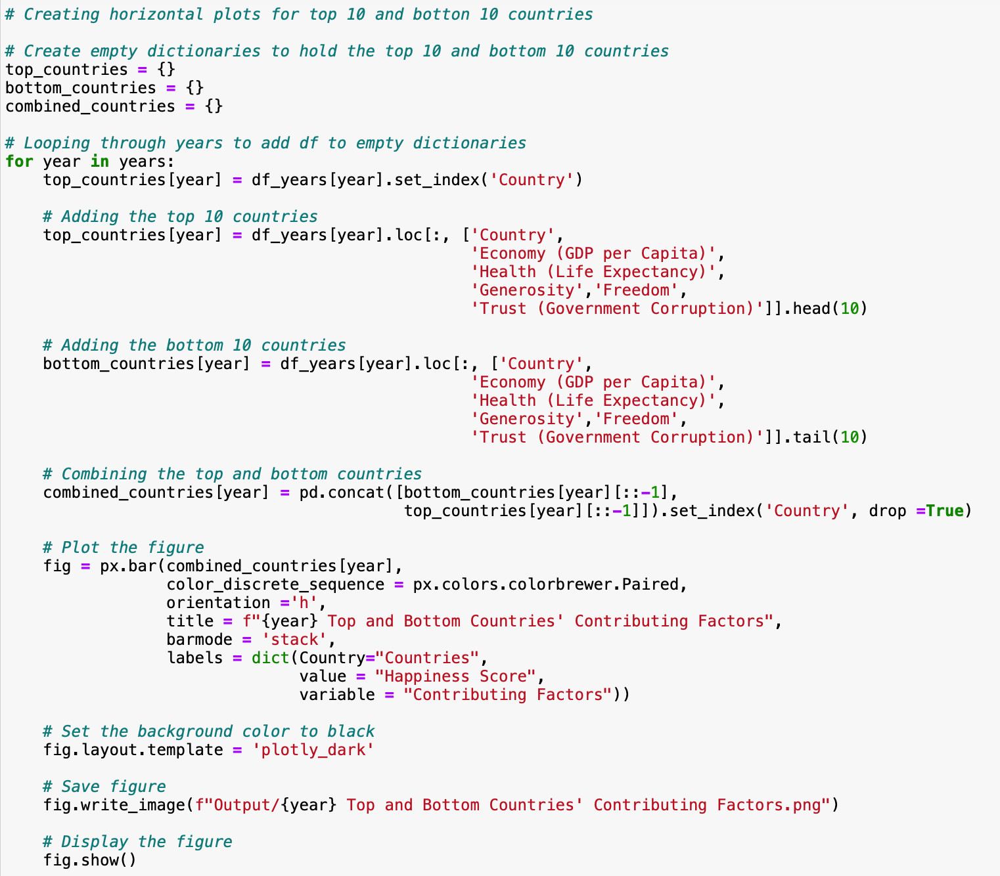 # Creating horizontal plots for top 10 and botton 10 countries
# Create empty dictionaries to hold the top 10 and bottom 10 countries
top_countries = {}
bottom_countries = {}
combined_countries = {}
# Looping through years to add df to empty dictionaries
for year in years:
    top_countries[year] = df_years[year].set_index('Country')
    # Adding the top 10 countries
    top_countries[year] = df_years[year].loc[:, ['Country',
                                                 'Economy (GDP per Capita)',
                                                 'Health (Life Expectancy)',
                                                 'Generosity','Freedom',
                                                 'Trust (Government Corruption)']].head(10)
    # Adding the bottom 10 countries
    bottom_countries[year] = df_years[year].loc[:, ['Country',
                                                 'Economy (GDP per Capita)',
                                                 'Health (Life Expectancy)',
                                                 'Generosity','Freedom',
                                                 'Trust (Government Corruption)']].tail(10)
    # Combining the top and bottom countries
    combined_countries[year] = pd.concat([bottom_countries[year][::-1],
                                          top_countries[year][::-1]]).set_index('Country', drop =True)
    # Plot the figure
    fig = px.bar(combined_countries[year],
                 color_discrete_sequence = px.colors.colorbrewer.Paired,
                 orientation ='h',
                 title = f"{year} Top and Bottom Countries' Contributing Factors",
                 barmode = 'stack',
                 labels = dict(Country="Countries",
                               value = "Happiness Score",
                               variable = "Contributing Factors"))
    # Set the background color to black
    fig.layout.template = 'plotly_dark'
    # Save figure
    fig.write_image(f"Output/{year} Top and Bottom Countries' Contributing Factors.png")
    # Display the figure
    fig.show()